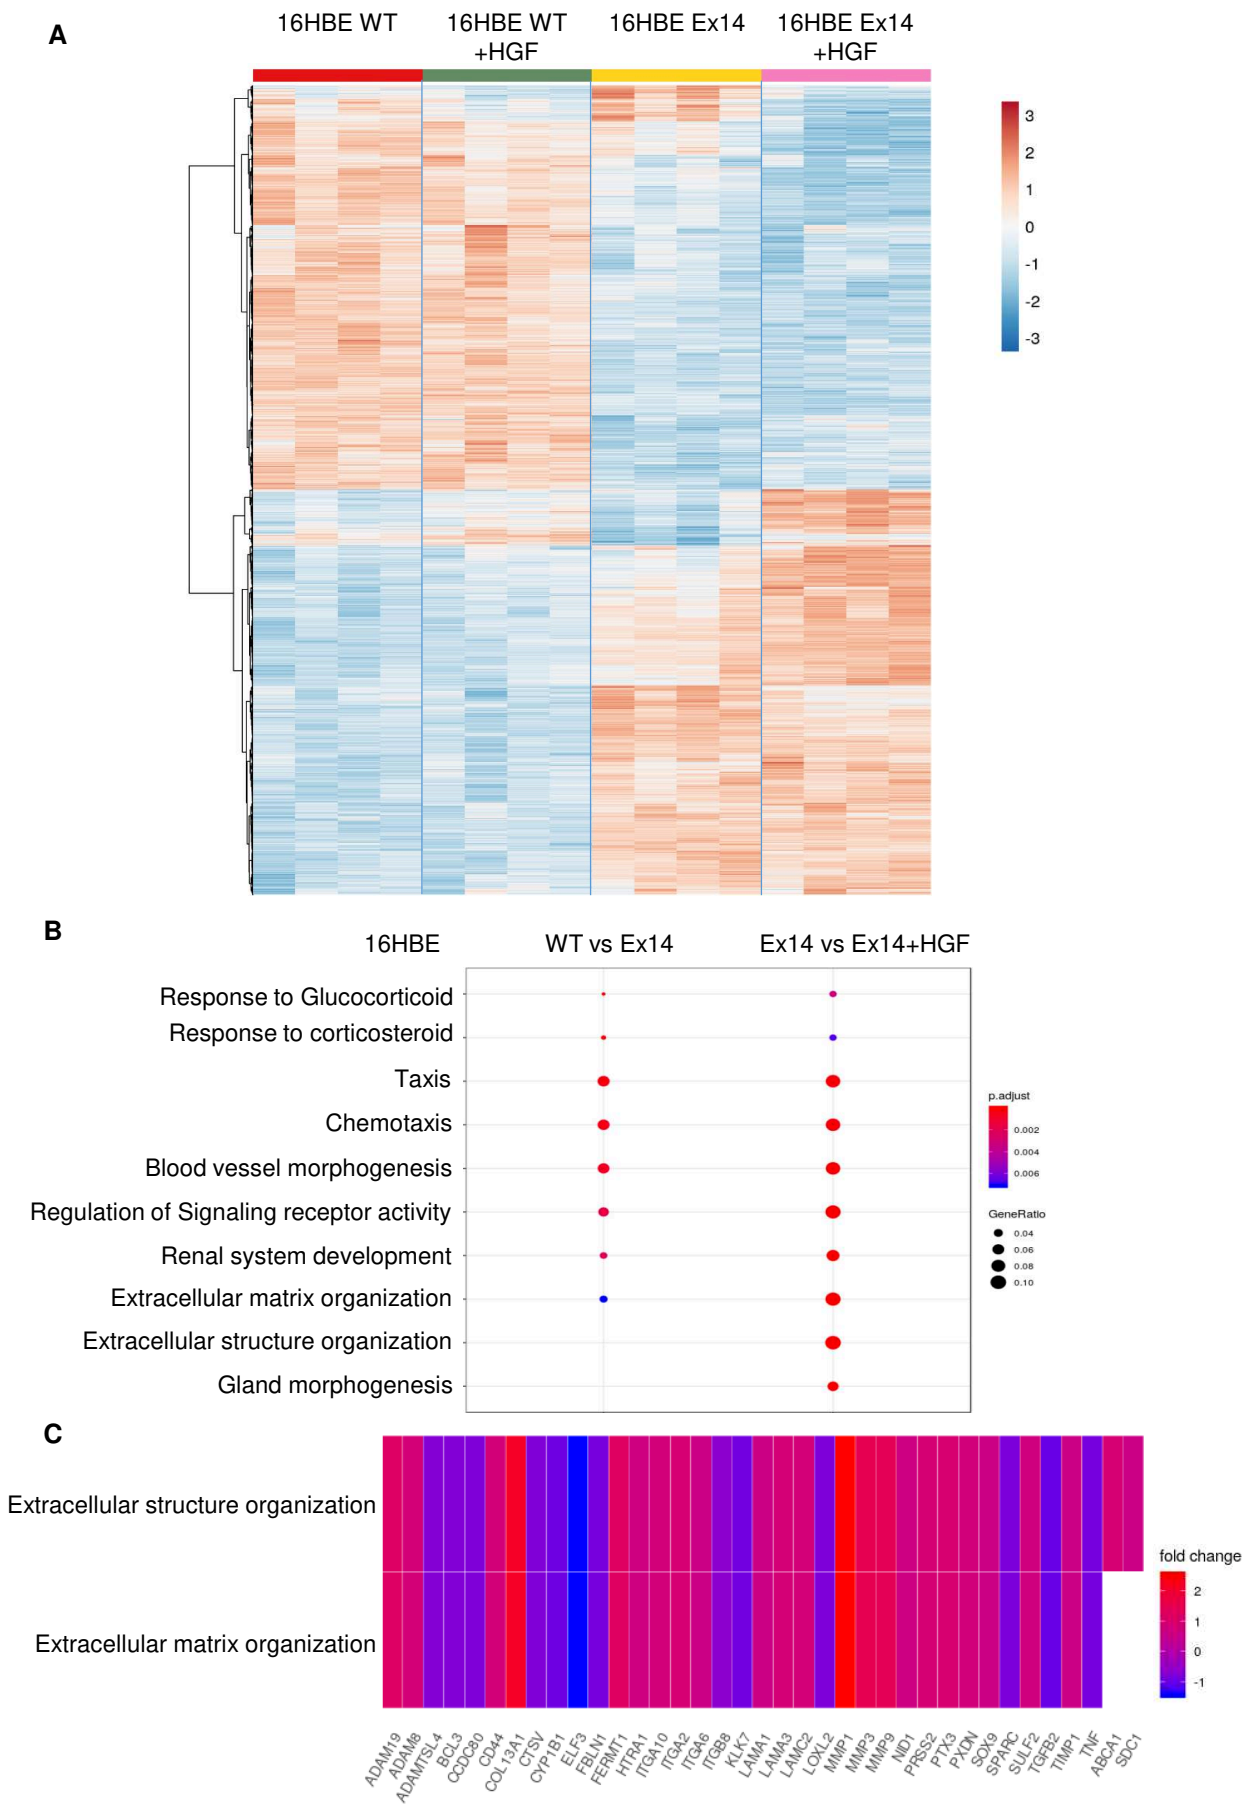 A
16HBE WT
16HBE WT
+HGF
16HBE Ex14
16HBE Ex14
+HGF
3
2
1
0
-1
-2
-3
B
16HBE
WT vs Ex14
Ex14 vs Ex14+HGF
Response to Glucocorticoid
Response to corticosteroid
Taxis
Chemotaxis
Blood vessel morphogenesis
Regulation of Signaling receptor activity
Renal system development
Extracellular matrix organization
Extracellular structure organization
Gland morphogenesis
p.adjust
0.002
0.004
0.006
GeneRatio
0.04
0.06
0.08
0.10
C
Extracellular structure organization
Extracellular matrix organization
fold change
2
1
0
-1
ADAM19
ADAM8
ADAMTSL4
BCL3
CCDC80
CD44
COL13A1
CTSV
CYP1B1
ELF3
FBLN1
FERMT1
HTRA1
ITGA10
ITGA2
ITGA6
ITGB8
KLK7
LAMA1
LAMA3
LAMC2
LOXL2
MMP1
MMP3
MMP9
NID1
PRSS2
PTX3
PXDN
SOX9
SPARC
SULF2
TGFB2
TIMP1
TNF
ABCA1
SDC1